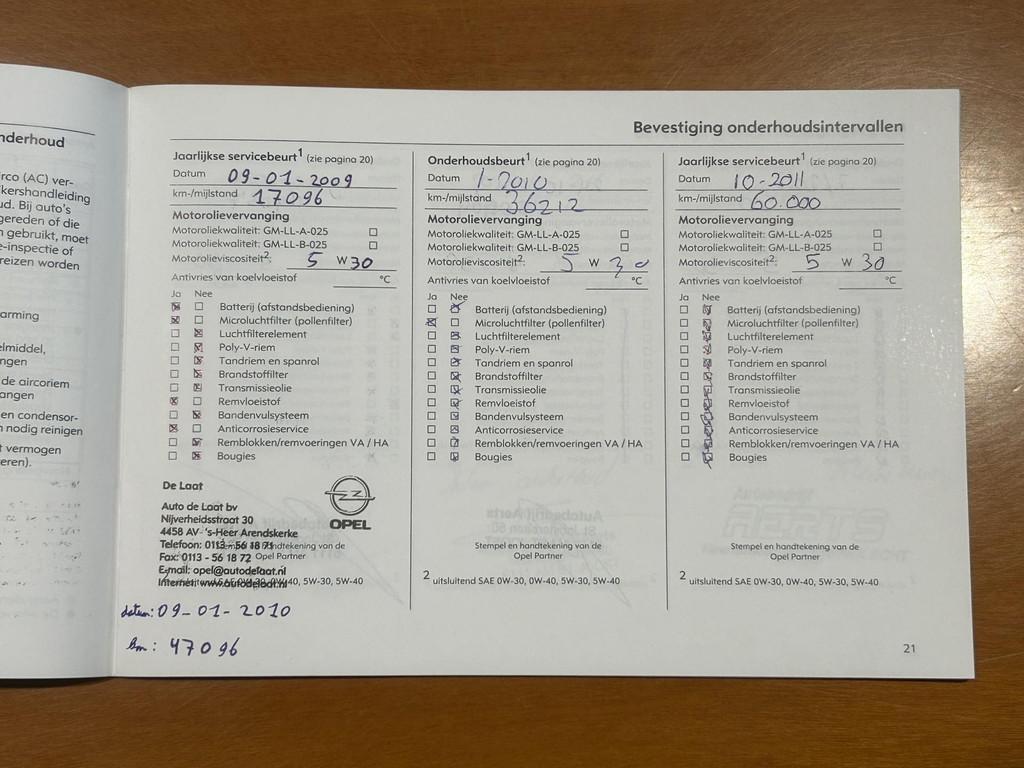 nderhoud
irco (AC) ver-
kershandleiding
ud. Bij auto's
gereden of die
n gebruikt, moet
e-inspectie of
reizen worden
arming
elmiddel,
ngen
de aircoriem
angen
en condensor-
n nodig reinigen
t vermogen
eren).
Bevestiging onderhoudsintervallen
Jaarlijkse servicebeurt1 (zie pagina 20)
Datum 09-01-2009
km-/mijlstand 17096
Motorolievervanging
Motoroliekwaliteit: GM-LL-A-025
Motoroliekwaliteit: GM-LL-B-025
Motorolieviscositeit2: 5 W 30
Antivries van koelvloeistof °C
Ja Nee
Batterij (afstandsbediening)
Microluchtfilter (pollenfilter)
Luchtfilterelement
Poly-V-riem
Tandriem en spanrol
Brandstoffilter
Transmissieolie
Remvloeistof
Bandenvulsysteem
Anticorrosieservice
Remblokken/remvoeringen VA / HA
Bougies
De Laat
Auto de Laat bv
Nijverheidsstraat 30
4458 AV- 's-Heer Arendskerke
Telefoon: 0113 - 56 18 71
Fax: 0113 - 56 18 72 Opel Partner
E-mail: opel@autodelaat.nl
Internet: www.autodelaat.nl
OPEL
datum: 09-01-2010
km: 47096
Onderhoudsbeurt1 (zie pagina 20)
Datum 1-2010
km-/mijlstand 36212
Motorolievervanging
Motoroliekwaliteit: GM-LL-A-025
Motoroliekwaliteit: GM-LL-B-025
Motorolieviscositeit2: 5 W 30
Antivries van koelvloeistof °C
Ja Nee
Batterij (afstandsbediening)
Microluchtfilter (pollenfilter)
Luchtfilterelement
Poly-V-riem
Tandriem en spanrol
Brandstoffilter
Transmissieolie
Remvloeistof
Bandenvulsysteem
Anticorrosieservice
Remblokken/remvoeringen VA / HA
Bougies
Stempel en handtekening van de
Opel Partner
2 uitsluitend SAE 0W-30, 0W-40, 5W-30, 5W-40
Jaarlijkse servicebeurt1 (zie pagina 20)
Datum 10-2011
km-/mijlstand 60.000
Motorolievervanging
Motoroliekwaliteit: GM-LL-A-025
Motoroliekwaliteit: GM-LL-B-025
Motorolieviscositeit2: 5 W 30
Antivries van koelvloeistof °C
Ja Nee
Batterij (afstandsbediening)
Microluchtfilter (pollenfilter)
Luchtfilterelement
Poly-V-riem
Tandriem en spanrol
Brandstoffilter
Transmissieolie
Remvloeistof
Bandenvulsysteem
Anticorrosieservice
Remblokken/remvoeringen VA / HA
Bougies
Stempel en handtekening van de
Opel Partner
2 uitsluitend SAE 0W-30, 0W-40, 5W-30, 5W-40
21